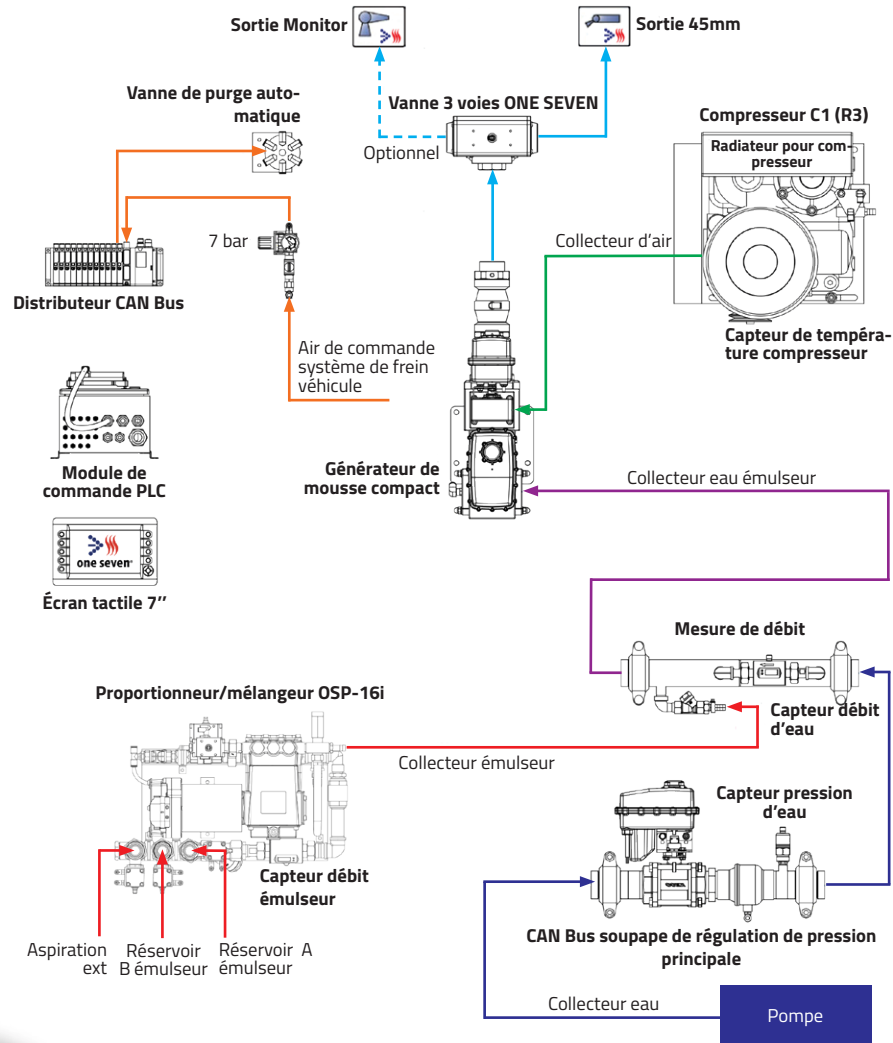 Sortie Monitor
Sortie 45mm
Vanne de purge auto-
matique
Vanne 3 voies ONE SEVEN
Optionnel
Compresseur C1 (R3)
Radiateur pour com-
presseur
7 bar
Collecteur d'air
Distributeur CAN Bus
Capteur de tempéra-
ture compresseur
Air de commande
système de frein
véhicule
Module de
commande PLC
Générateur de
mousse compact
Collecteur eau émulseur
one seven
Écran tactile 7’’
Mesure de débit
Proportionneur/mélangeur OSP-16i
Capteur débit
d'eau
Collecteur émulseur
Capteur pression
d'eau
Capteur débit
émulseur
Aspiration
ext
Réservoir
B émulseur
Réservoir A
émulseur
CAN Bus soupape de régulation de pression
principale
Collecteur eau
Pompe